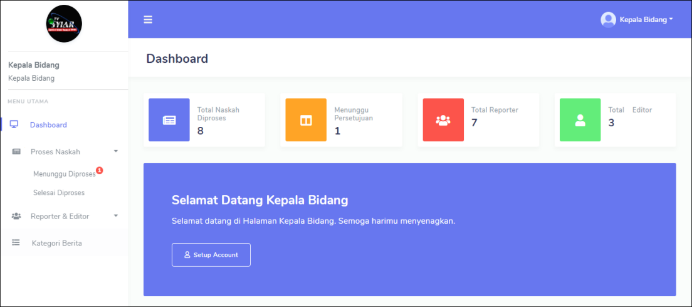 SYIAR
Kepala Bidang
Kepala Bidang
Kepala Bidang
MENU UTAMA
Dashboard
Proses Naskah
Menunggu Diproses
Selesai Diproses
Reporter & Editor
Kategori Berita
Dashboard
Total Naskah
Diproses
8
Menunggu
Persetujuan
1
Total Reporter
7
Total Editor
3
Selamat Datang Kepala Bidang
Selamat datang di Halaman Kepala Bidang. Semoga harimu menyenagkan.
Setup Account